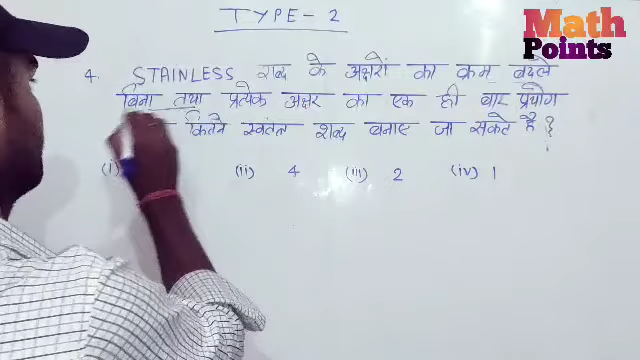 TYPE - 2
Math
Points
4. STAINLESS शब्द के अक्षरों का क्रम बदले
बिना तथा प्रत्येक अक्षर का एक ही बार प्रयोग
कितने स्वतंत्र शब्द बनाए जा सकते है ?
(i)
(ii) 4 (iii) 2 (iv) 1